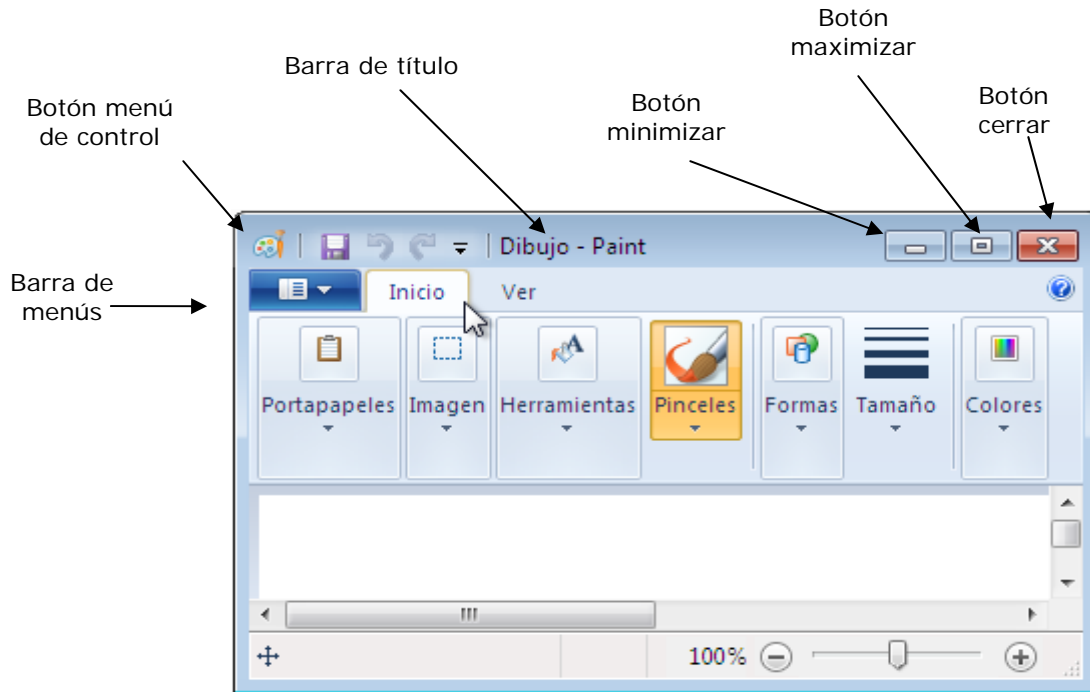 Botón
maximizar
Barra de título
Botón menú
de control
Botón
minimizar
Botón
cerrar
Dibujo - Paint
Barra de
menús
Inicio
Ver
Portapapeles
Imagen
Herramientas
Pinceles
Formas
Tamaño
Colores
100%